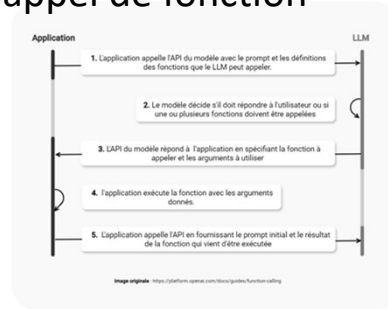 appel de fonction
Application
LLM
1. L'application appelle l'API du modèle avec le prompt et les définitions
des fonctions que le LLM peut appeler.
2. Le modèle décide s'il doit répondre à l'utilisateur ou si
une ou plusieurs fonctions doivent être appelées
3. L'API du modèle répond à l'application en spécifiant la fonction à
appeler et les arguments à utiliser
4. l'application exécute la fonction avec les arguments
donnés.
5. L'application appelle l'API en fournissant le prompt initial et le résultat
de la fonction qui vient d'être exécutée
Image originale : https://platform.openai.com/docs/guides/function-calling